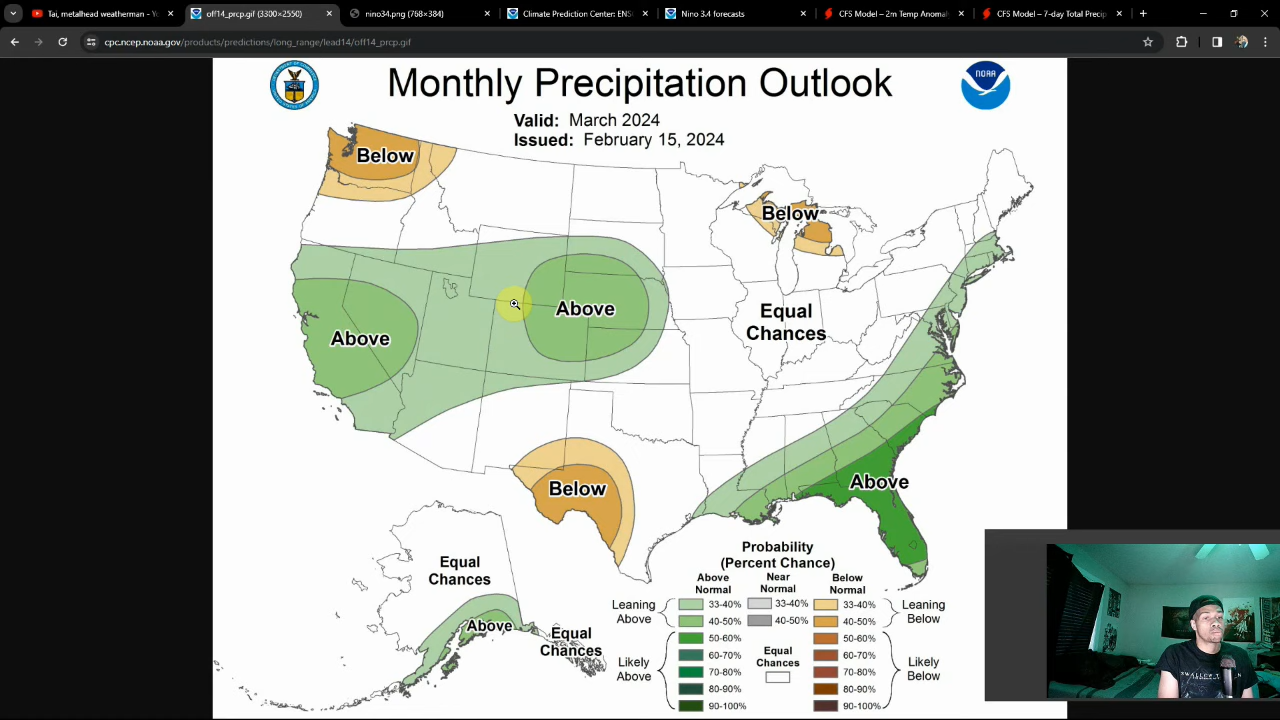 Tai, metalhead weatherman - Yo
off14_prcp.gif (3300×2550)
nino34.png (768×384)
Climate Prediction Center: ENS
Nino 3.4 forecasts
CFS Model – 2m Temp Anomal
CFS Model – 7-day Total Precip
cpc.ncep.noaa.gov/products/predictions/long_range/lead14/off14_prcp.gif
Monthly Precipitation Outlook
NOAA
Valid: March 2024
Issued: February 15, 2024
Below
Below
Above
Equal
Chances
Above
Below
Above
Equal
Chances
Above
Equal
Chances
Probability
(Percent Chance)
Above
Normal
Near
Normal
Below
Normal
Leaning
Above
33-40%
33-40%
33-40%
Leaning
Below
40-50%
40-50%
40-50%
50-60%
50-60%
Likely
Above
60-70%
Equal
Chances
60-70%
Likely
Below
70-80%
70-80%
80-90%
80-90%
90-100%
90-100%